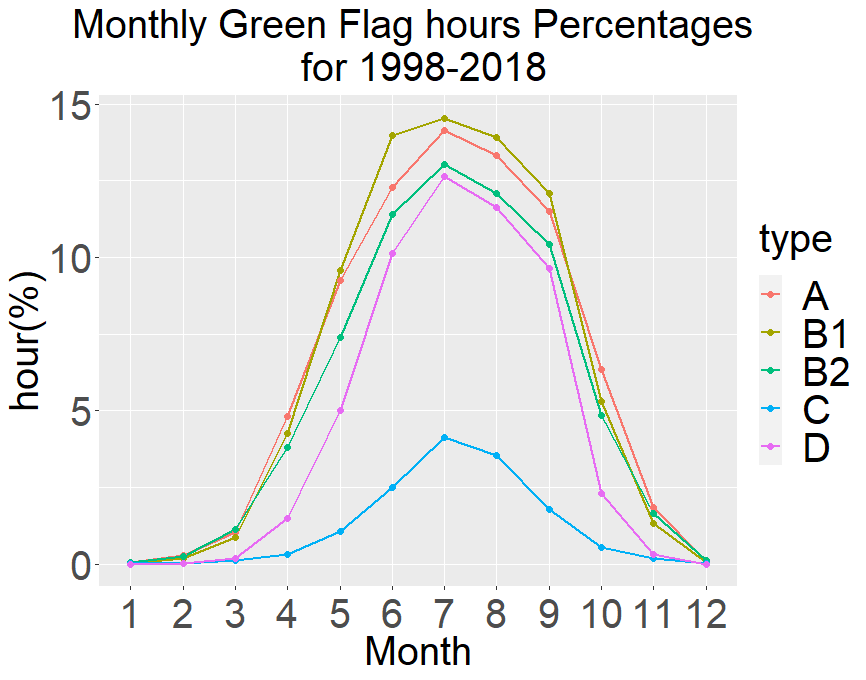 Monthly Green Flag hours Percentages
for 1998-2018
15
10
5
0
hour(%)
1 2 3 4 5 6 7 8 9 10 11 12
Month
type
A
B1
B2
C
D